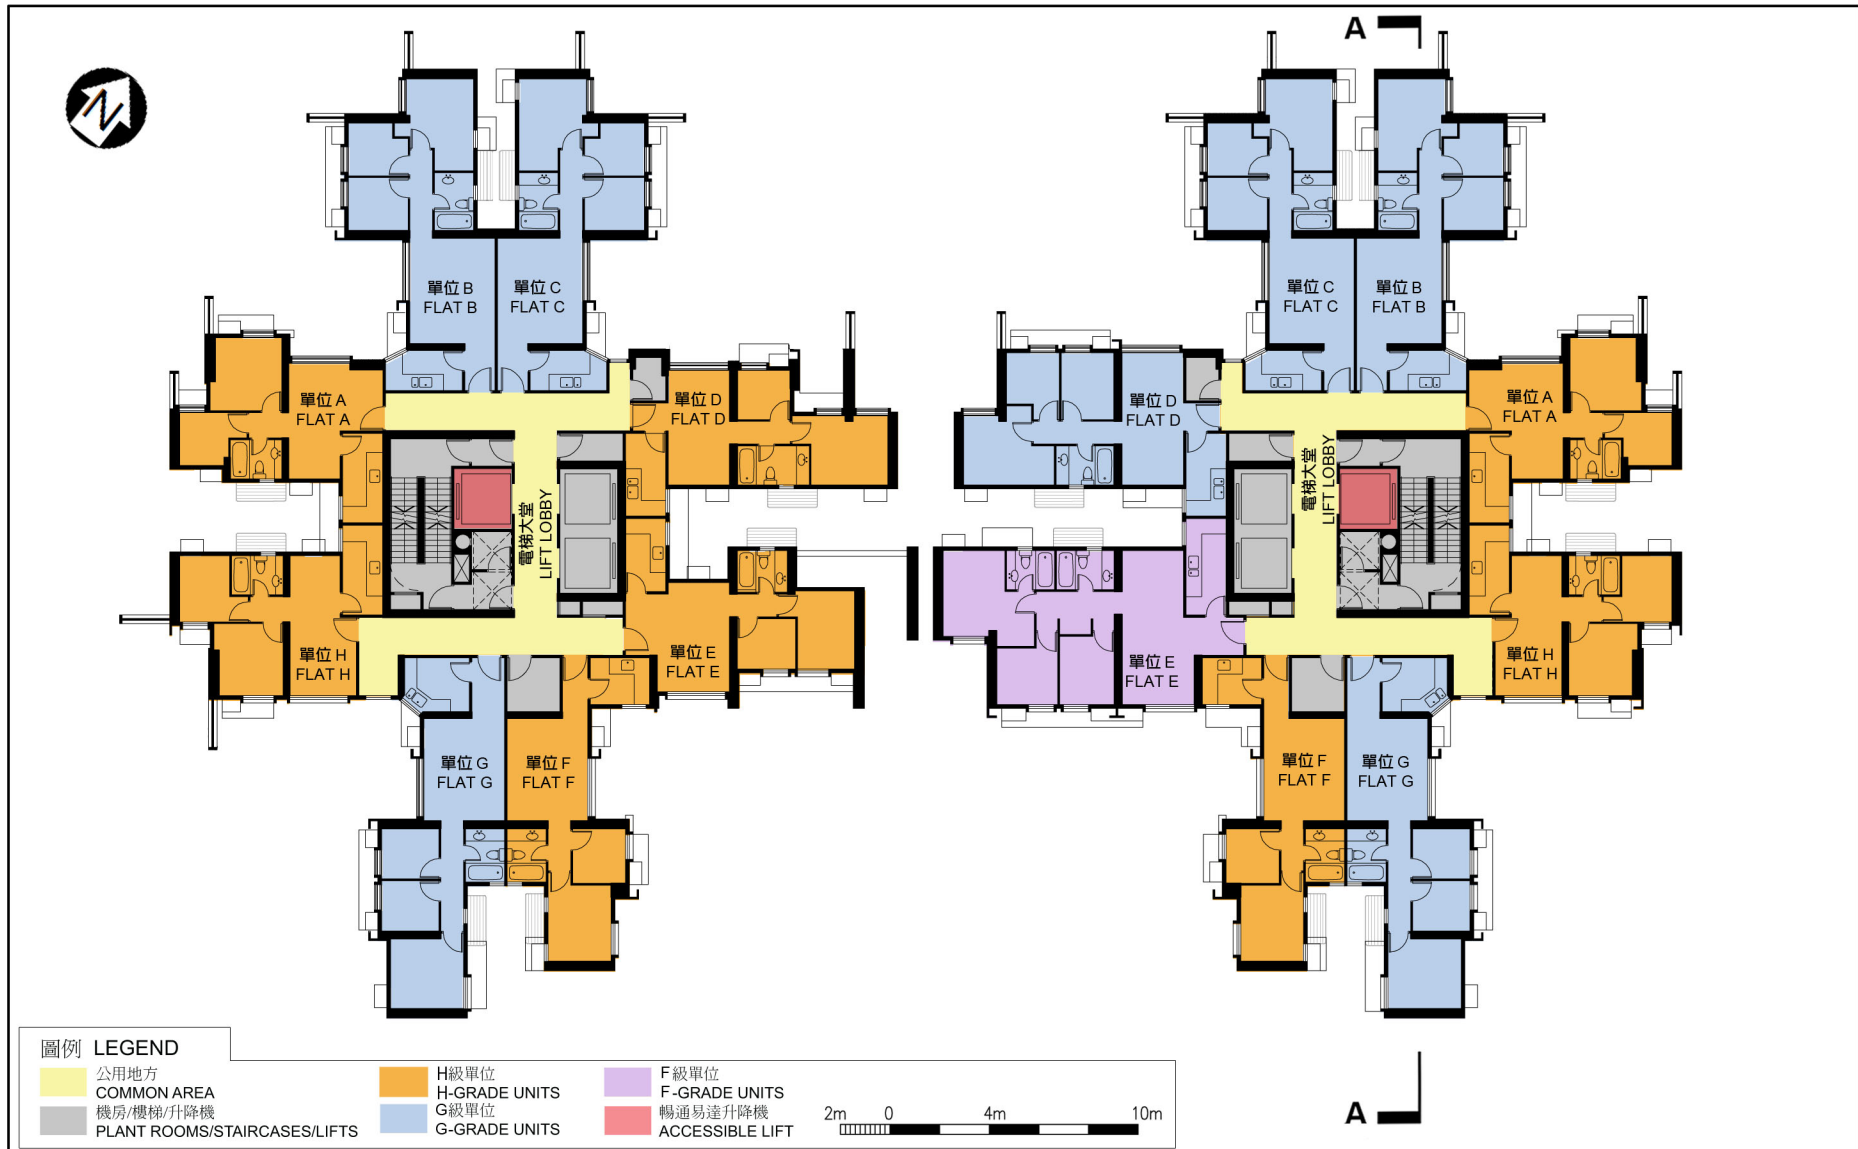 A
N
單位 B
FLAT B
單位 C
FLAT C
單位 C
FLAT C
單位 B
FLAT B
單位 A
FLAT A
單位 D
FLAT D
單位 D
FLAT D
單位 A
FLAT A
電梯大堂
LIFT LOBBY
電梯大堂
LIFT LOBBY
單位 H
FLAT H
單位 E
FLAT E
單位 E
FLAT E
單位 H
FLAT H
單位 G
FLAT G
單位 F
FLAT F
單位 F
FLAT F
單位 G
FLAT G
圖例 LEGEND
公用地方
COMMON AREA
機房/樓梯/升降機
PLANT ROOMS/STAIRCASES/LIFTS
H級單位
H-GRADE UNITS
G級單位
G-GRADE UNITS
F級單位
F-GRADE UNITS
暢通易達升降機
ACCESSIBLE LIFT
2m 0 4m 10m
A